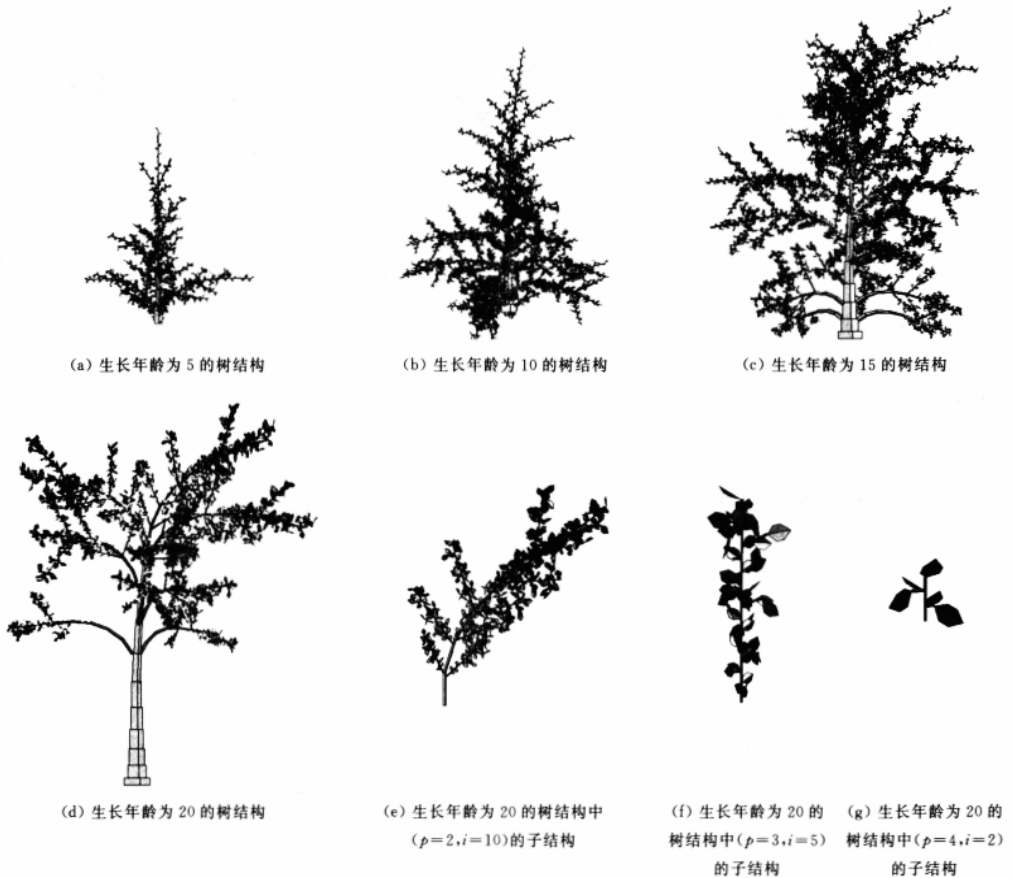 (a) 生长年龄为 5 的树结构
(b) 生长年龄为 10 的树结构
(c) 生长年龄为 15 的树结构
(d) 生长年龄为 20 的树结构
(e) 生长年龄为 20 的树结构中
(p=2,i=10)的子结构
(f) 生长年龄为 20 的
树结构中(p=3,i=5)
的子结构
(g) 生长年龄为 20 的
树结构中(p=4,i=2)
的子结构